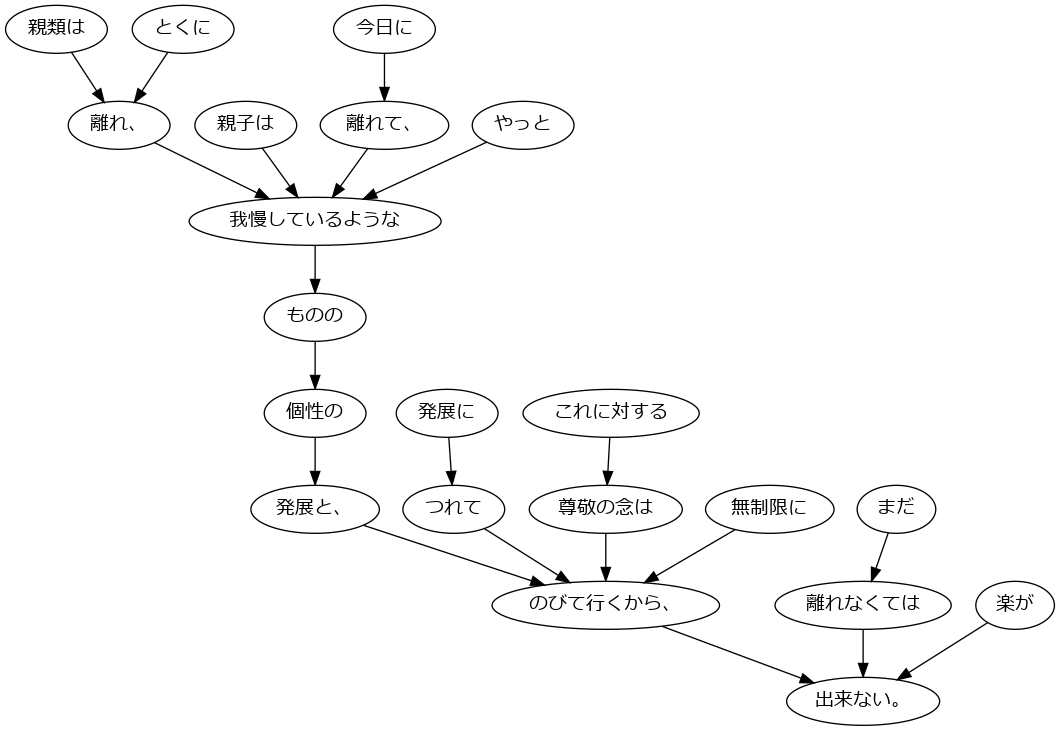 親類は
とくに
今日に
離れ、
親子は
離れて、
やっと
我慢しているような
ものの
個性の
発展に
これに対する
発展と、
つれて
尊敬の念は
無制限に
まだ
のびて行くから、
離れなくては
楽が
出来ない。